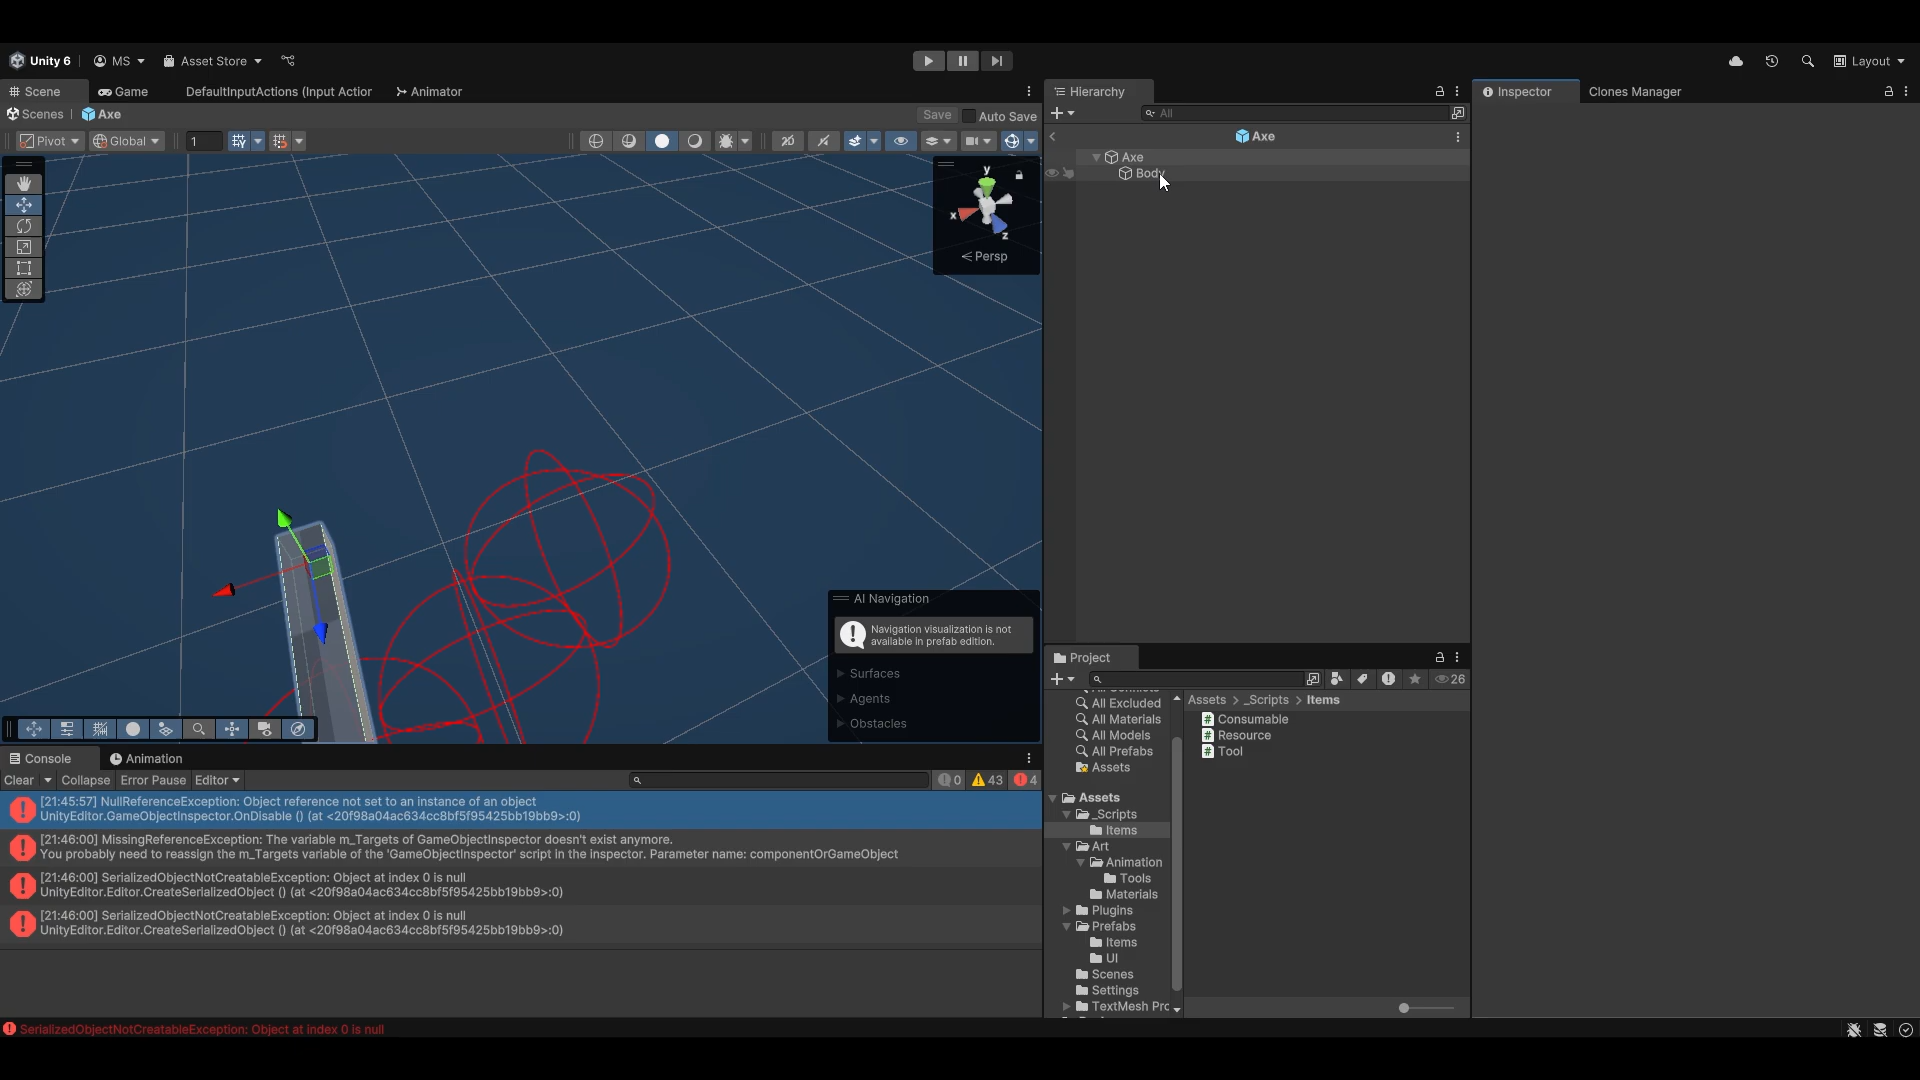 Unity 6
MS
Asset Store
Layout
Scene
Game
DefaultInputActions (Input Action
Animator
Hierarchy
Inspector
Clones Manager
Scenes
Axe
Save
Auto Save
All
Pivot
Global
1
2D
Axe
Axe
Body
y
x
z
Persp
AI Navigation
Navigation visualization is not
available in prefab edition.
Surfaces
Agents
Obstacles
Project
26
All Excluded
All Materials
All Models
All Prefabs
Assets
Assets
_Scripts
Items
Art
Animation
Tools
Materials
Plugins
Prefabs
Items
UI
Scenes
Settings
TextMesh Pro
Assets > _Scripts > Items
Consumable
Resource
Tool
Console
Animation
Clear
Collapse
Error Pause
Editor
0
43
4
[21:45:57] NullReferenceException: Object reference not set to an instance of an object
UnityEditor.GameObjectInspector.OnDisable () (at <20f98a04ac634cc8bf5f95425bb19bb9>:0)
[21:46:00] MissingReferenceException: The variable m_Targets of GameObjectInspector doesn't exist anymore.
You probably need to reassign the m_Targets variable of the 'GameObjectInspector' script in the inspector. Parameter name: componentOrGameObject
[21:46:00] SerializedObjectNotCreatableException: Object at index 0 is null
UnityEditor.Editor.CreateSerializedObject () (at <20f98a04ac634cc8bf5f95425bb19bb9>:0)
[21:46:00] SerializedObjectNotCreatableException: Object at index 0 is null
UnityEditor.Editor.CreateSerializedObject () (at <20f98a04ac634cc8bf5f95425bb19bb9>:0)
SerializedObjectNotCreatableException: Object at index 0 is null